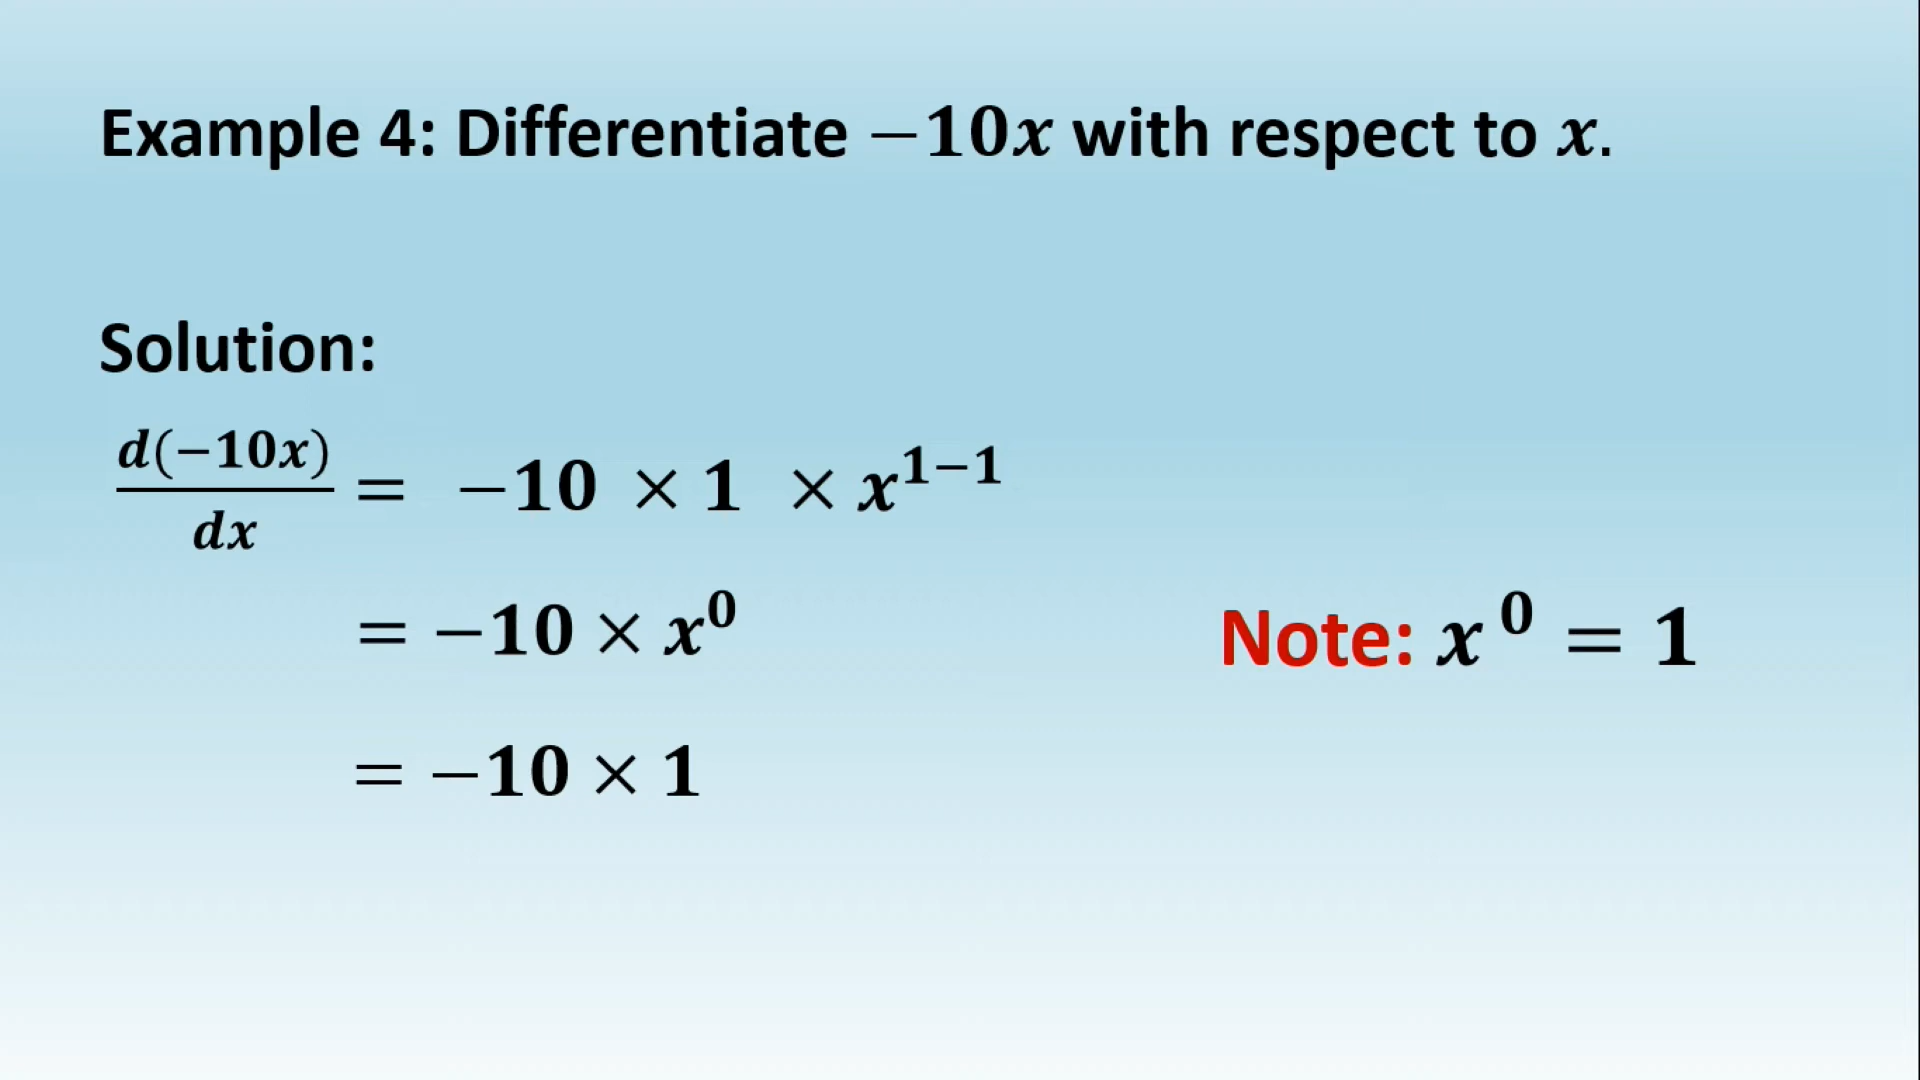 Example 4: Differentiate −10x with respect to x.
Solution:
d(−10x)/dx = −10 × 1 × x^{1−1}
= −10 × x^0
Note: x^0 = 1
= −10 × 1